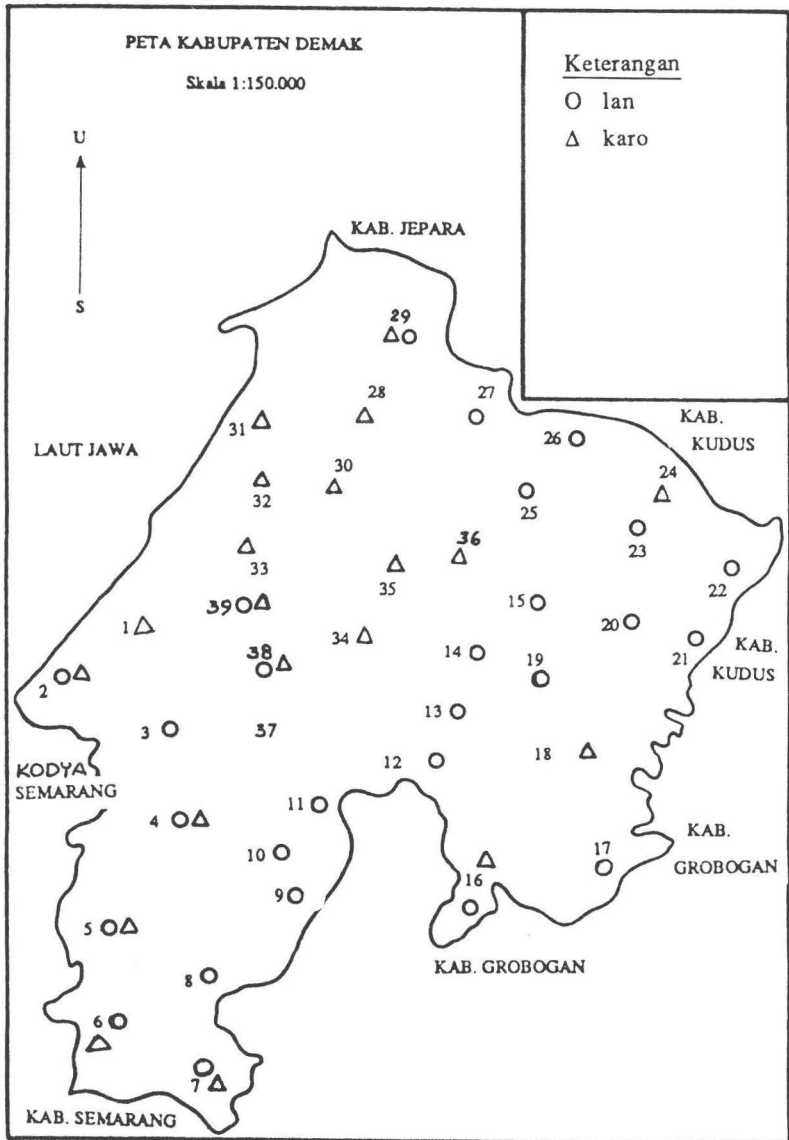 PETA KABUPATEN DEMAK
Skala 1:150.000
Keterangan
O lan
Δ karo
U
S
KAB. JEPARA
29
28
27
31
26
KAB.
KUDUS
LAUT JAWA
30
24
32
25
23
36
33
35
22
39
15
1
34
20
38
14
21
KAB.
KUDUS
2
19
13
3
37
18
12
KODYA
SEMARANG
11
4
KAB.
GROBOGAN
10
17
16
9
5
KAB. GROBOGAN
8
6
7
KAB. SEMARANG